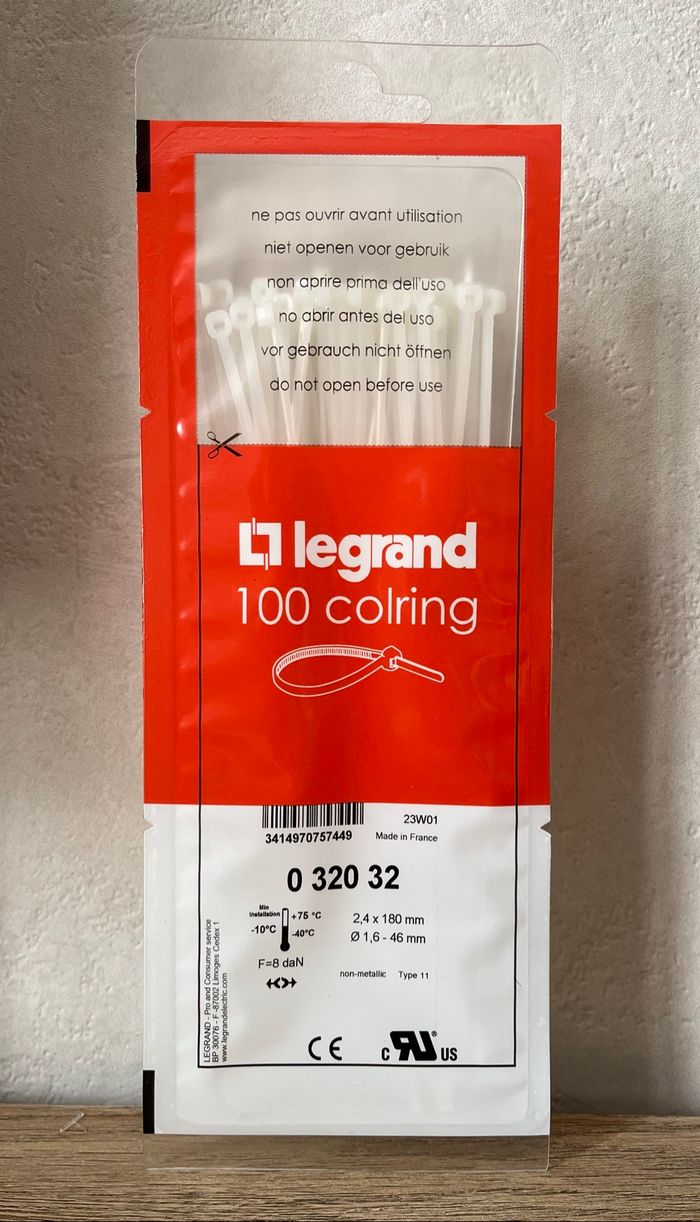 ne pas ouvrir avant utilisation
niet openen voor gebruik
non aprire prima dell'uso
no abrir antes del uso
vor gebrauch nicht öffnen
do not open before use
legrand
100 colring
3414970757449
23W01
Made in France
0 320 32
Min
installation
-10°C
+75 °C
-40°C
2,4 x 180 mm
Ø 1,6 - 46 mm
F=8 daN
non-metallic Type 11
LEGRAND - Pro and Consumer service
BP 30076 - F -87002 Limoges Cedex 1
www.legrandelectric.com
CE
c RU® US